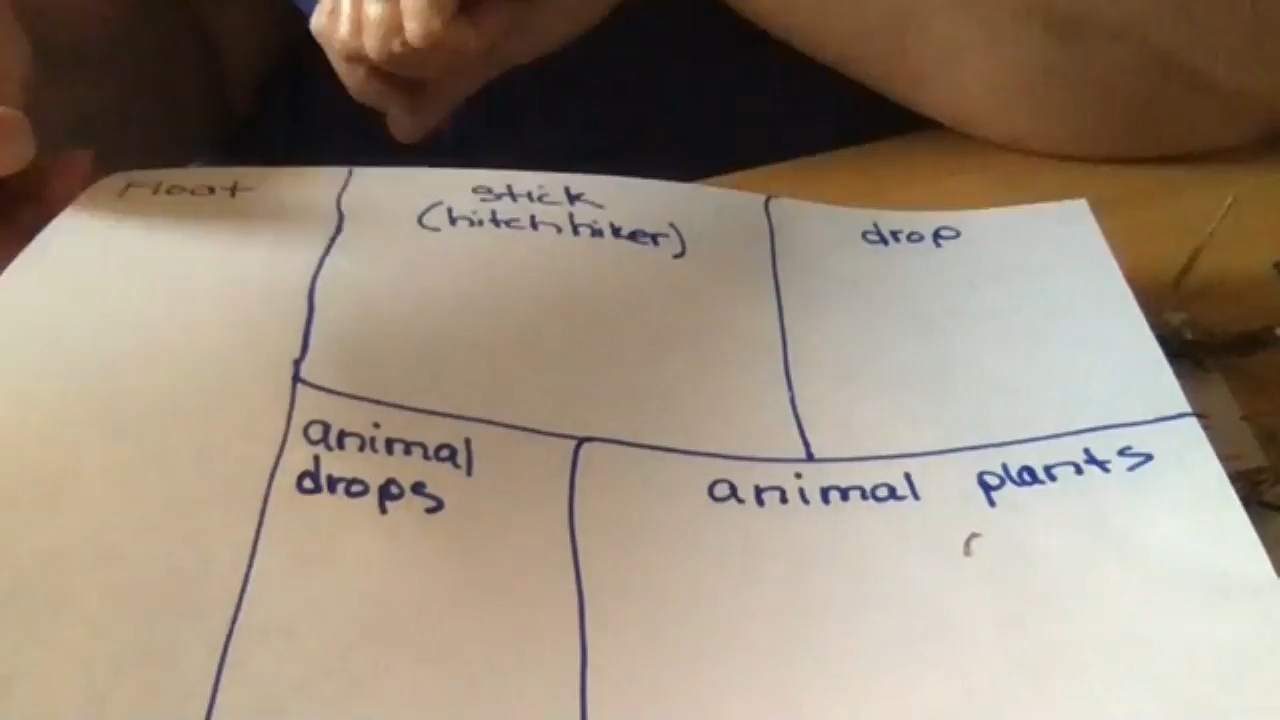 Float
stick
(hitchhiker)
drop
animal
drops
animal plants